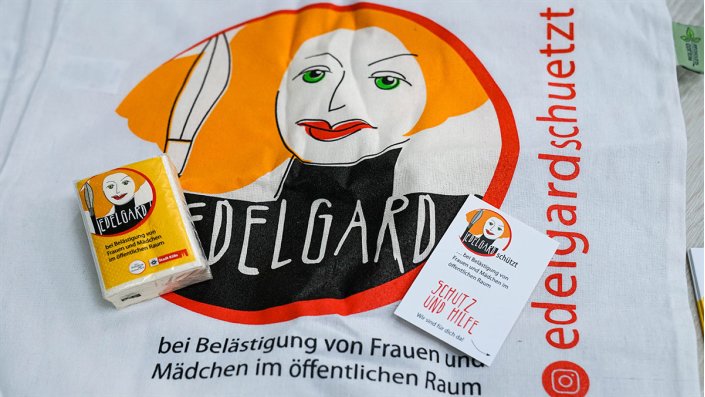 EDELGARD
bei Belästigung von Frauen und
Mädchen im öffentlichen Raum
edelgardschuetzt
EDELGARD
bei Belästigung von
Frauen und Mädchen
im öffentlichen Raum
Stadt Köln
EDELGARD schützt
bei Belästigung von
Frauen und Mädchen im
öffentlichen Raum
SCHUTZ
UND HILFE
Wir sind für dich da!